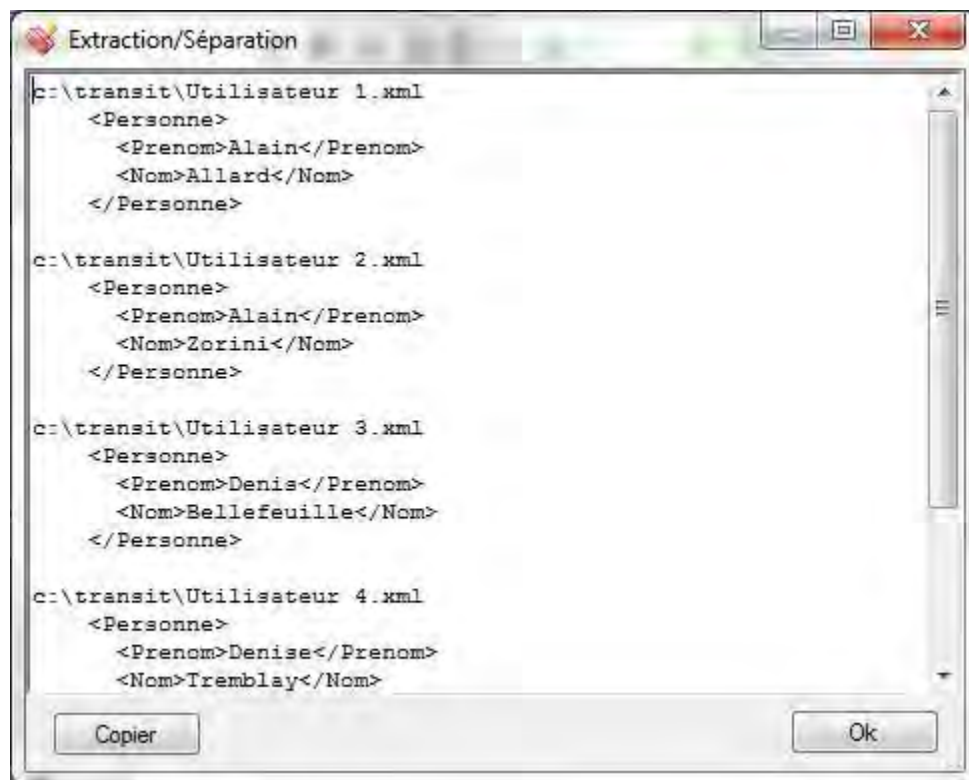 Extraction/Séparation
c:\transit\Utilisateur 1.xml
<Personne>
<Prenom>Alain</Prenom>
<Nom>Allard</Nom>
</Personne>
c:\transit\Utilisateur 2.xml
<Personne>
<Prenom>Alain</Prenom>
<Nom>Zorini</Nom>
</Personne>
c:\transit\Utilisateur 3.xml
<Personne>
<Prenom>Denis</Prenom>
<Nom>Bellefeuille</Nom>
</Personne>
c:\transit\Utilisateur 4.xml
<Personne>
<Prenom>Denise</Prenom>
<Nom>Tremblay</Nom>
Copier
Ok